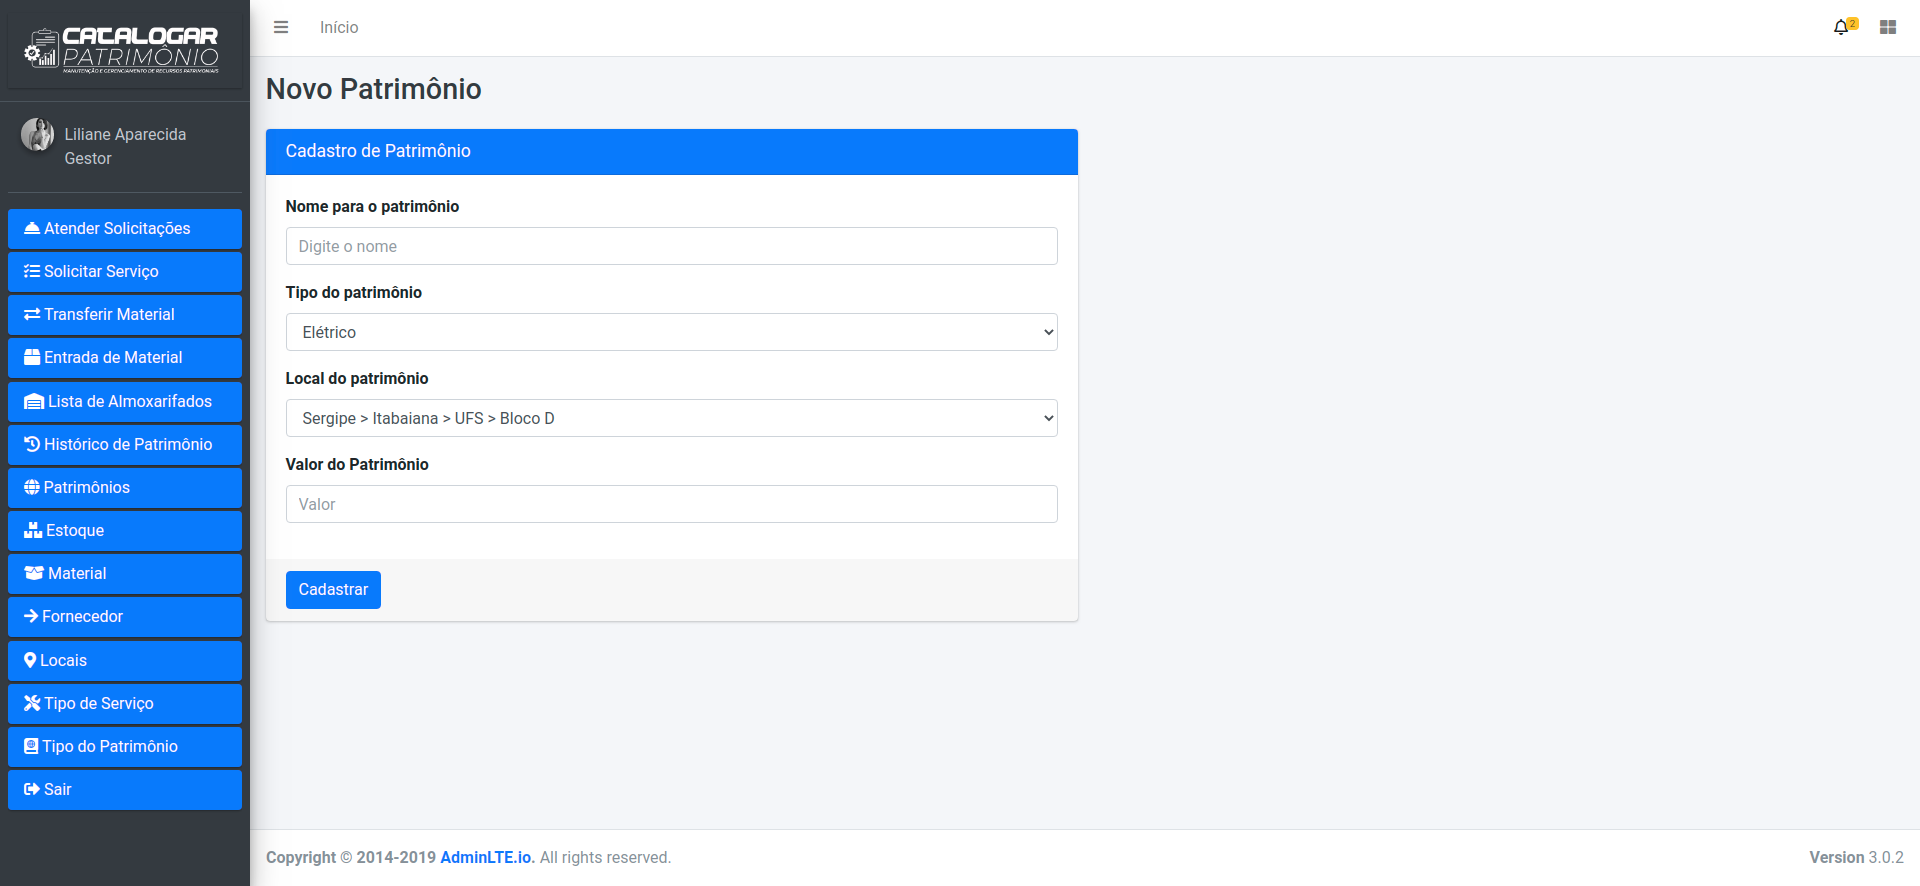 CATALOGAR
PATRIMÔNIO
MANUTENÇÃO E GERENCIAMENTO DE RECURSOS PATRIMONIAIS
Início
2
Liliane Aparecida
Gestor
Atender Solicitações
Solicitar Serviço
Transferir Material
Entrada de Material
Lista de Almoxarifados
Histórico de Patrimônio
Patrimônios
Estoque
Material
Fornecedor
Locais
Tipo de Serviço
Tipo do Patrimônio
Sair
Novo Patrimônio
Cadastro de Patrimônio
Nome para o patrimônio
Digite o nome
Tipo do patrimônio
Elétrico
Local do patrimônio
Sergipe > Itabaiana > UFS > Bloco D
Valor do Patrimônio
Valor
Cadastrar
Copyright © 2014-2019 AdminLTE.io. All rights reserved.
Version 3.0.2